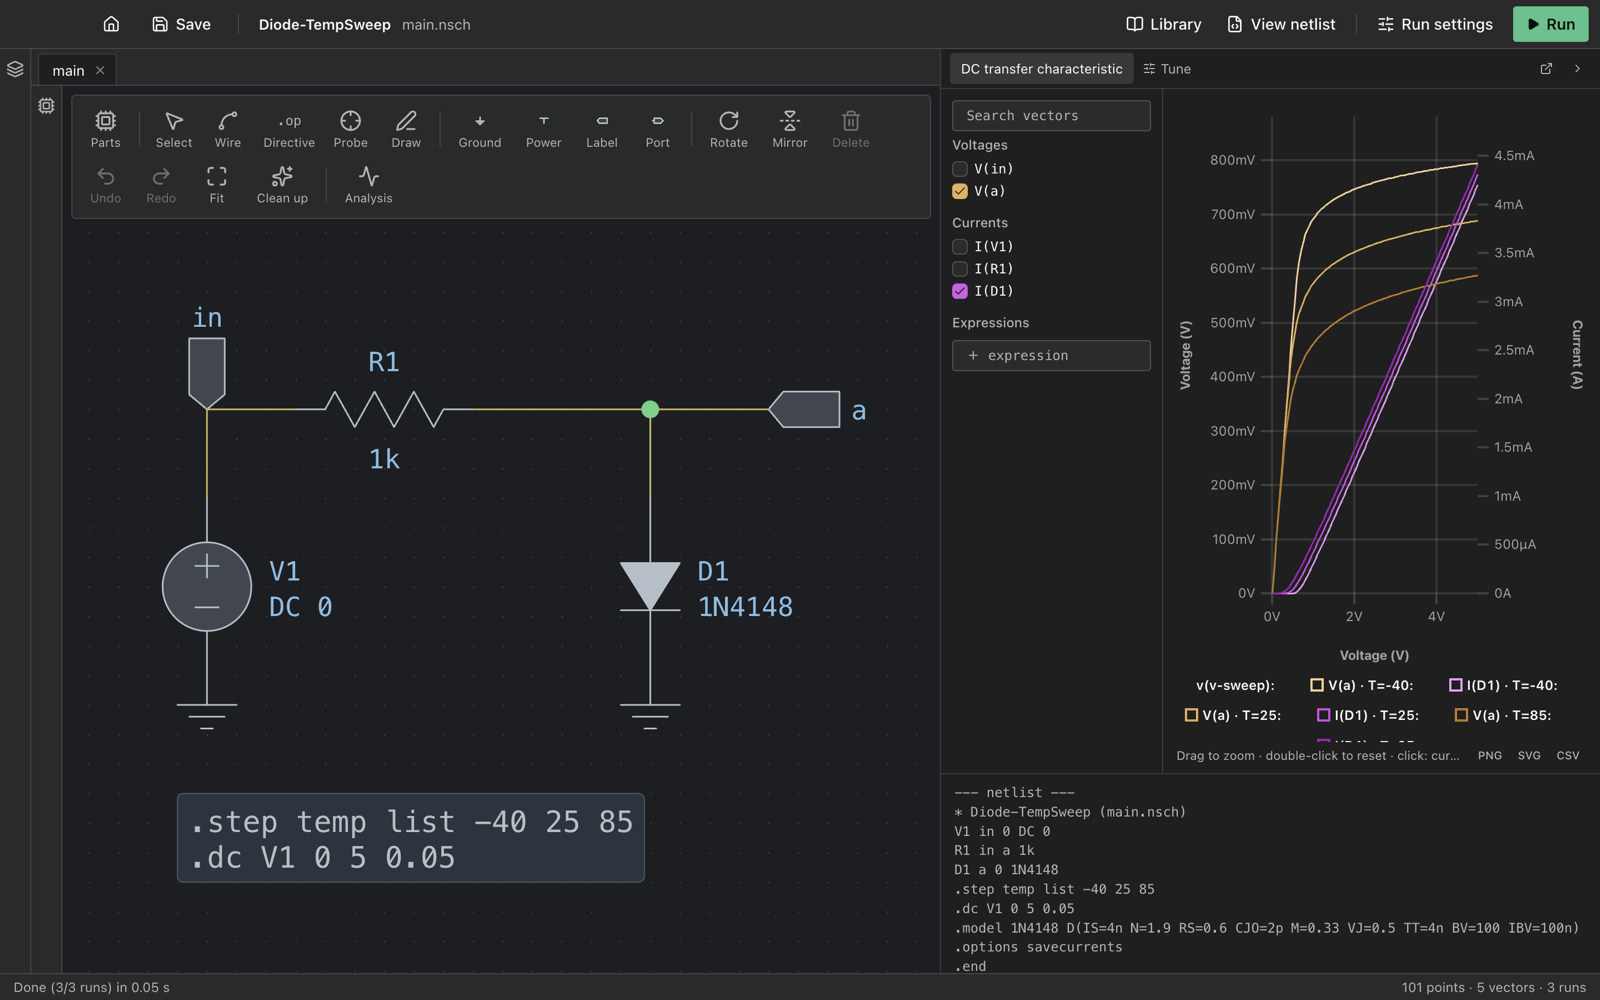 Save
Diode-TempSweep main.nsch
Library
View netlist
Run settings
Run
main
DC transfer characteristic
Tune
Parts
Select
Wire
.op
Directive
Probe
Draw
Ground
Power
Label
Port
Rotate
Mirror
Delete
Undo
Redo
Fit
Clean up
Analysis
in
R1
1k
a
V1
DC 0
D1
1N4148
.step temp list -40 25 85
.dc V1 0 5 0.05
Search vectors
Voltages
V(in)
V(a)
Currents
I(V1)
I(R1)
I(D1)
Expressions
+ expression
800mV
700mV
600mV
500mV
400mV
300mV
200mV
100mV
0V
Voltage (V)
4.5mA
4mA
3.5mA
3mA
2.5mA
2mA
1.5mA
1mA
500µA
0A
Current (A)
0V 2V 4V
Voltage (V)
v(v-sweep): V(a) · T=-40: I(D1) · T=-40:
V(a) · T=25: I(D1) · T=25: V(a) · T=85:
Drag to zoom · double-click to reset · click: cur...
PNG SVG CSV
--- netlist ---
* Diode-TempSweep (main.nsch)
V1 in 0 DC 0
R1 in a 1k
D1 a 0 1N4148
.step temp list -40 25 85
.dc V1 0 5 0.05
.model 1N4148 D(IS=4n N=1.9 RS=0.6 CJO=2p M=0.33 VJ=0.5 TT=4n BV=100 IBV=100n)
.options savecurrents
.end
Done (3/3 runs) in 0.05 s
101 points · 5 vectors · 3 runs